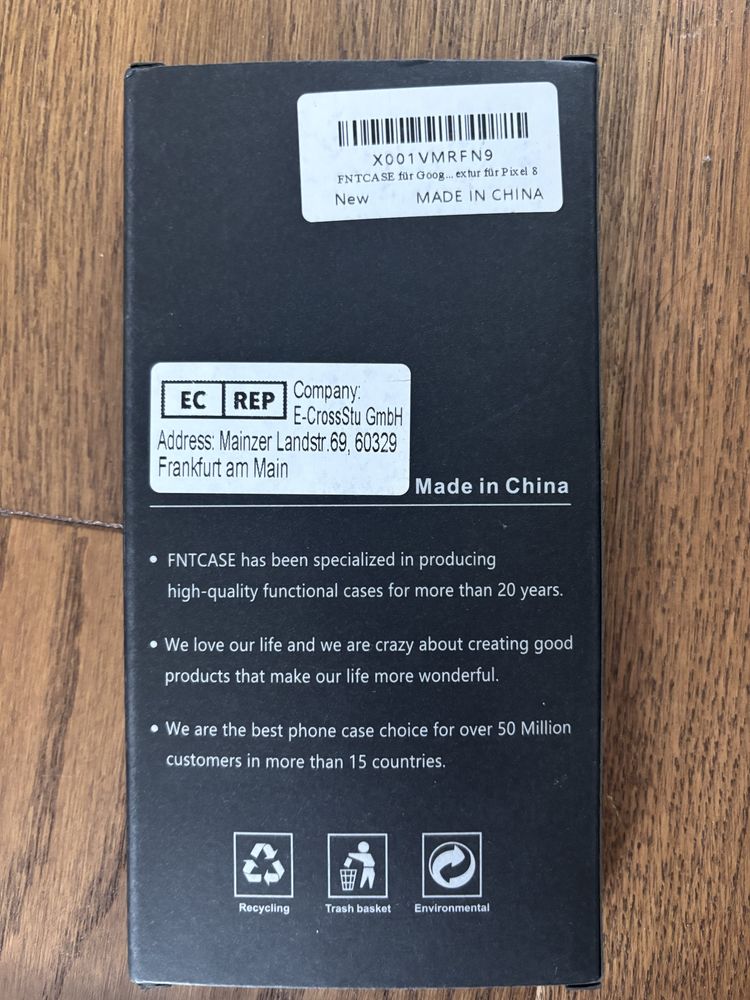 X001VMRFN9
FNTCASE für Goog... extur für Pixel 8
New MADE IN CHINA
EC REP Company:
E-CrossStu GmbH
Address: Mainzer Landstr.69, 60329
Frankfurt am Main
Made in China
• FNTCASE has been specialized in producing
high-quality functional cases for more than 20 years.
• We love our life and we are crazy about creating good
products that make our life more wonderful.
• We are the best phone case choice for over 50 Million
customers in more than 15 countries.
Recycling Trash basket Environmental